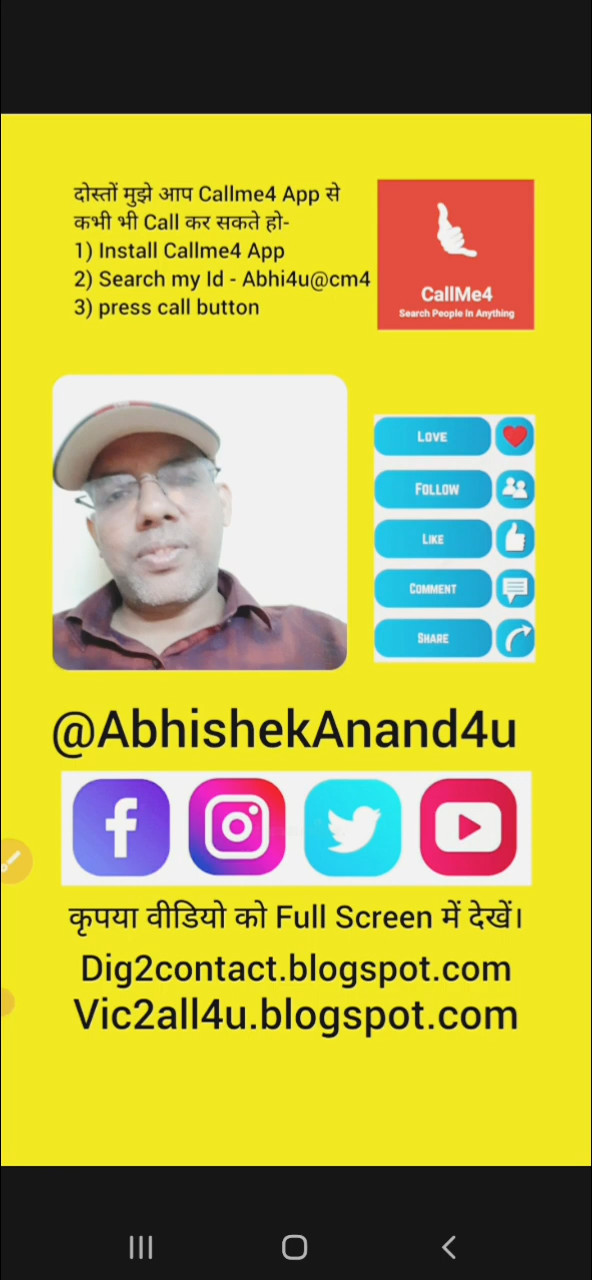 दोस्तों मुझे आप Callme4 App से
कभी भी Call कर सकते हो-
1) Install Callme4 App
2) Search my Id - Abhi4u@cm4
3) press call button
CallMe4
Search People In Anything
LOVE
FOLLOW
LIKE
COMMENT
SHARE
@AbhishekAnand4u
कृपया वीडियो को Full Screen में देखें।
Dig2contact.blogspot.com
Vic2all4u.blogspot.com